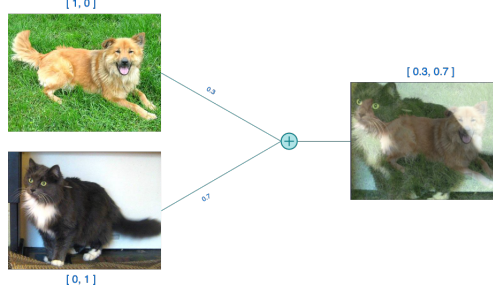 [ 1, 0 ]
0.3
[ 0.3, 0.7 ]
0.7
[ 0, 1 ]